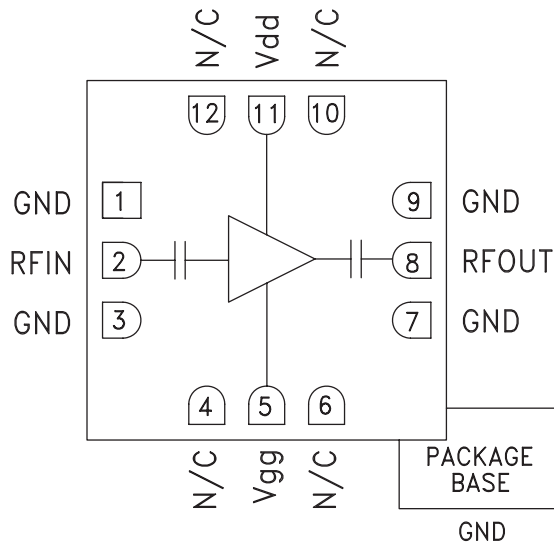 N/C Vdd N/C
12 11 10
GND 1 9 GND
RFIN 2 8 RFOUT
GND 3 7 GND
4 5 6
N/C Vgg N/C
PACKAGE
BASE
GND